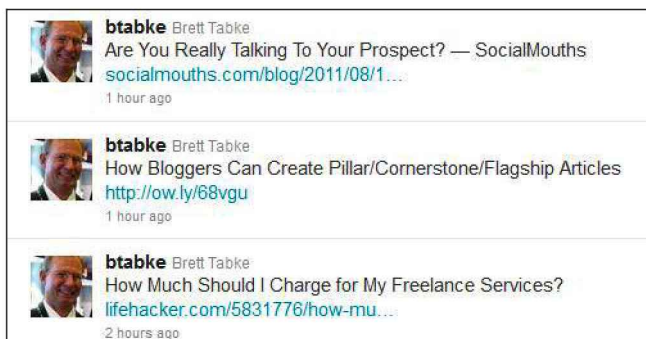 btabke Brett Tabke
Are You Really Talking To Your Prospect? — SocialMouths
socialmouths.com/blog/2011/08/1...
1 hour ago
btabke Brett Tabke
How Bloggers Can Create Pillar/Cornerstone/Flagship Articles
http://ow.ly/68vgu
1 hour ago
btabke Brett Tabke
How Much Should I Charge for My Freelance Services?
lifehacker.com/5831776/how-mu...
2 hours ago